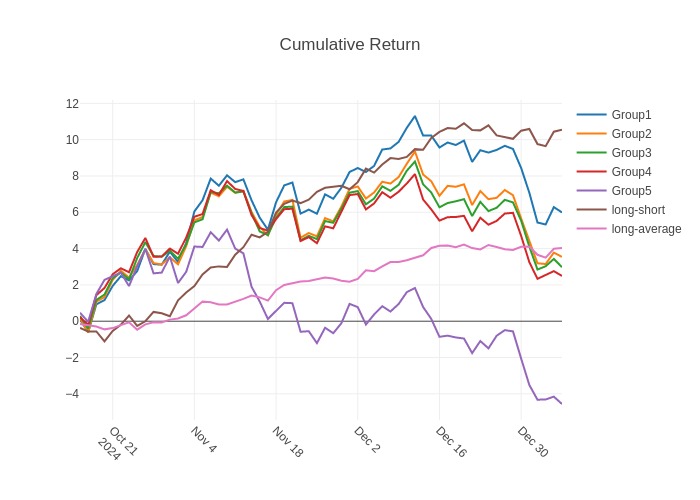 Cumulative Return
12
10
8
6
4
2
0
−2
−4
Oct 21
2024
Nov 4
Nov 18
Dec 2
Dec 16
Dec 30
Group1
Group2
Group3
Group4
Group5
long-short
long-average